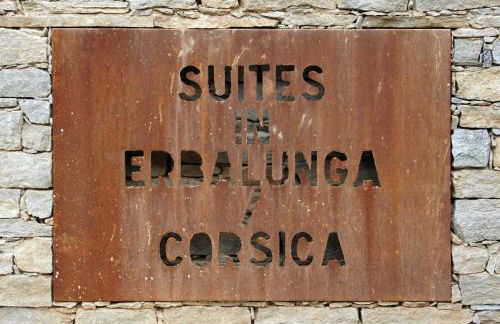 SUITES
IN
ERBALUNGA
/
CORSICA